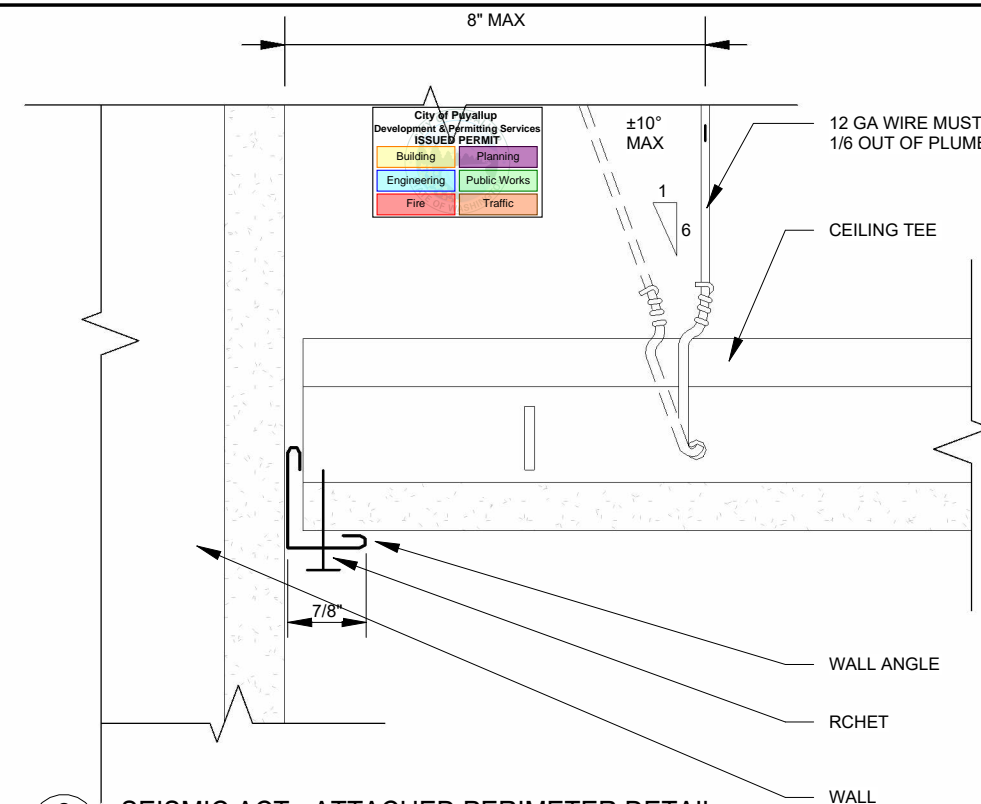 8" MAX
City of Puyallup
Development & Permitting Services
ISSUED PERMIT
Building Planning
Engineering Public Works
Fire Traffic
±10°
MAX
1
6
12 GA WIRE MUST
1/6 OUT OF PLUMB
CEILING TEE
7/8"
WALL ANGLE
RCHET
WALL
SEISMIC ACT - ATTACHED PERIMETER DETAIL